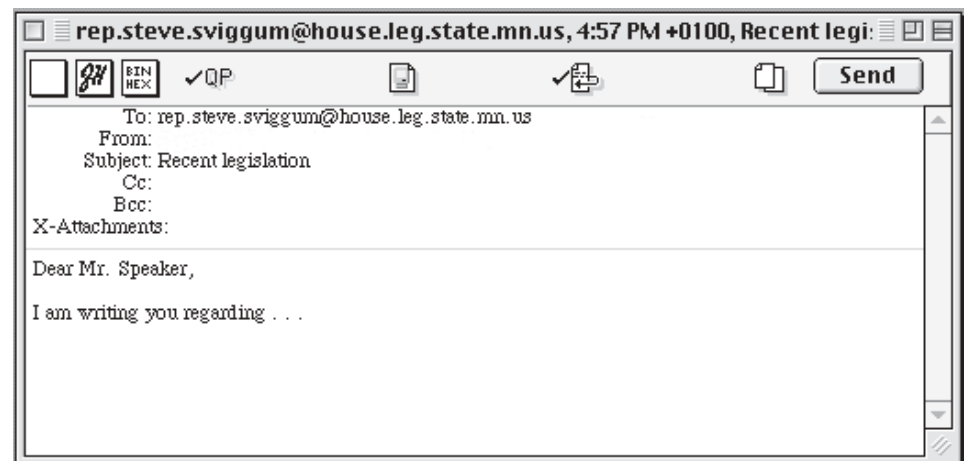 rep.steve.sviggum@house.leg.state.mn.us, 4:57 PM +0100, Recent legi:
BIN HEX QP Send
To: rep.steve.sviggum@house.leg.state.mn.us
From:
Subject: Recent legislation
Cc:
Bcc:
X-Attachments:
Dear Mr. Speaker,
I am writing you regarding . . .